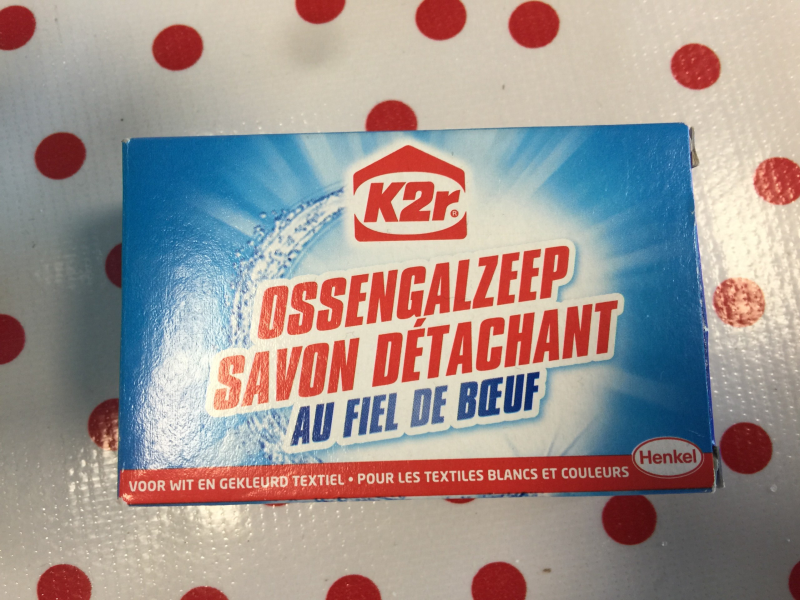 K2r®
OSSENGALZEEP
SAVON DÉTACHANT
AU FIEL DE BŒUF
VOOR WIT EN GEKLEURD TEXTIEL • POUR LES TEXTILES BLANCS ET COULEURS
Henkel